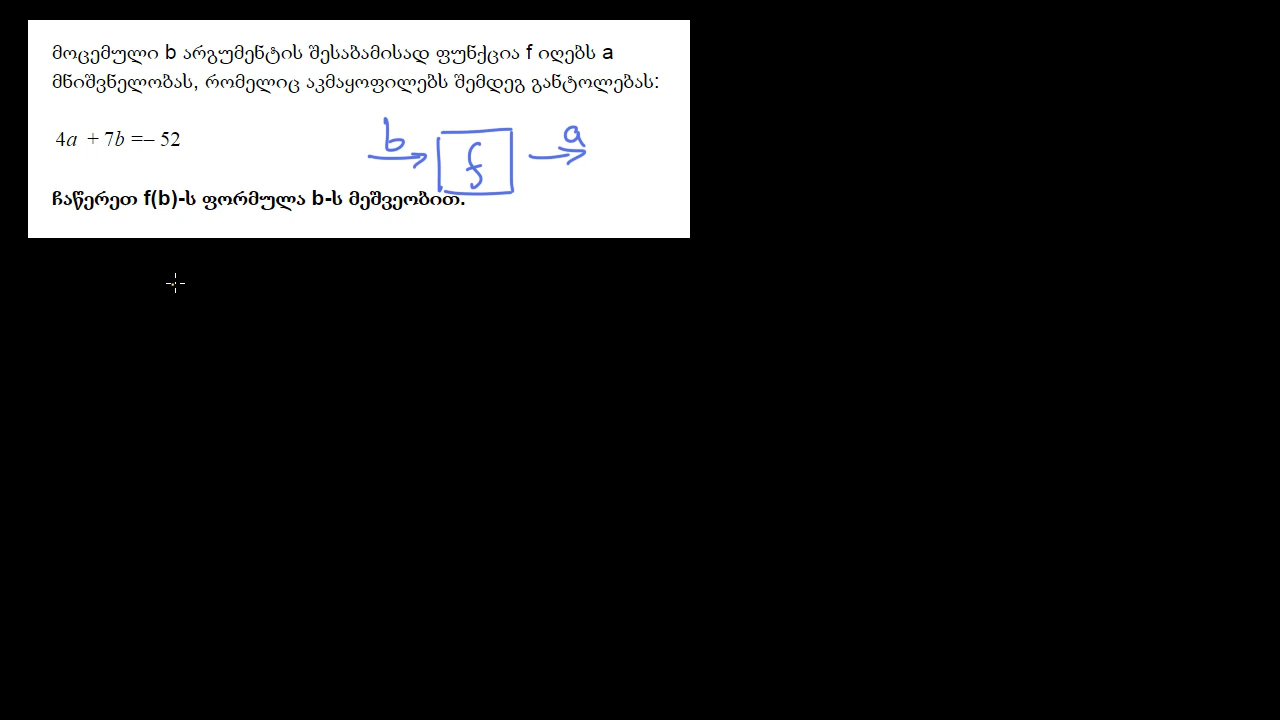 მოცემული b არგუმენტის შესაბამისად ფუნქცია f იღებს a
მნიშვნელობას, რომელიც აკმაყოფილებს შემდეგ განტოლებას:
4a + 7b =– 52
b f a
ჩაწერეთ f(b)-ს ფორმულა b-ს მეშვეობით.